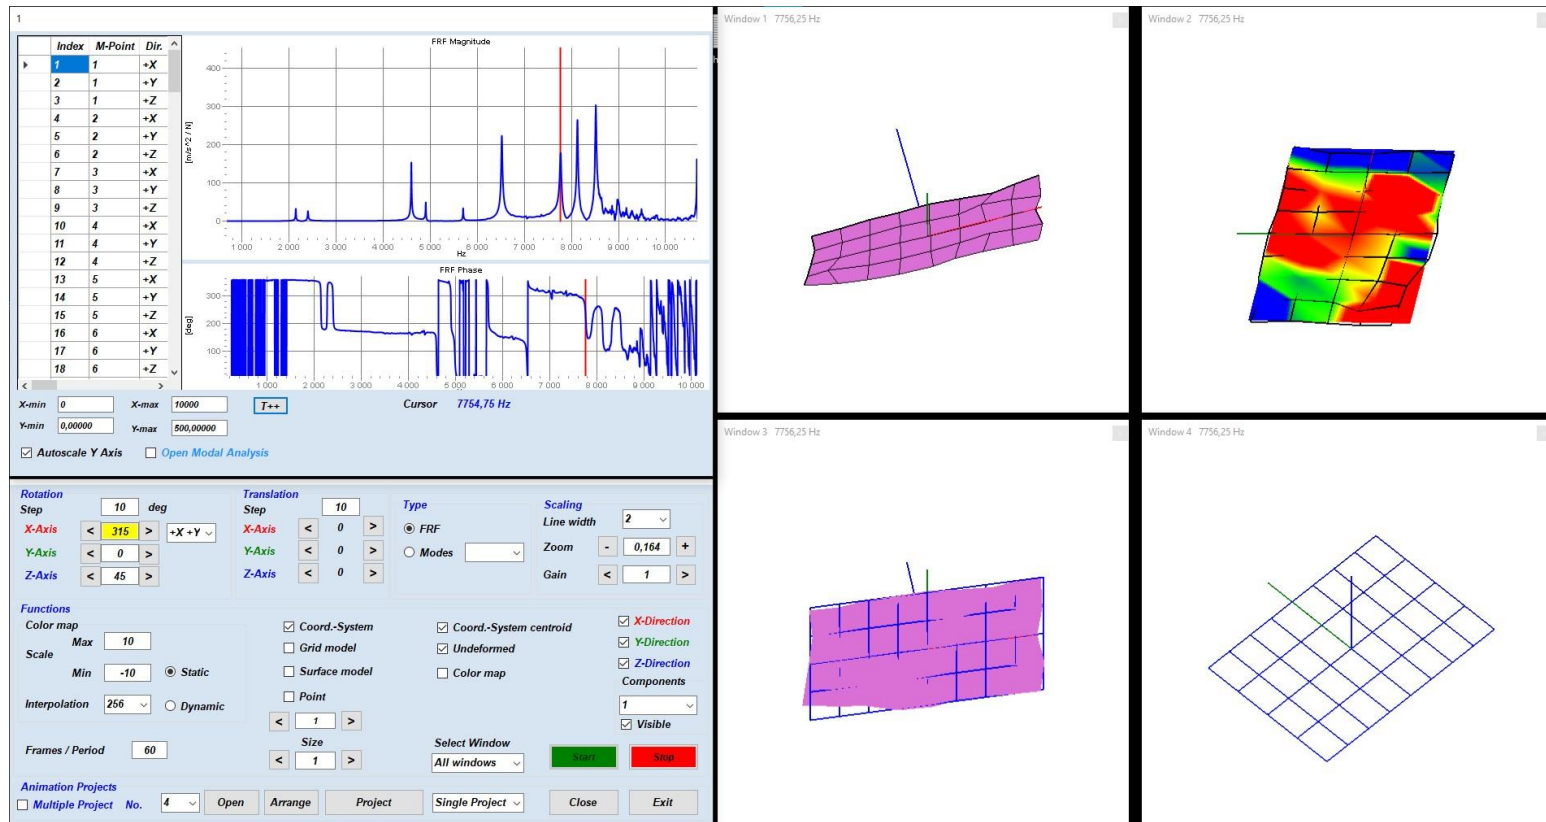 1
Index M-Point Dir.
1 1 +X
2 1 +Y
3 1 +Z
4 2 +X
5 2 +Y
6 2 +Z
7 3 +X
8 3 +Y
9 3 +Z
10 4 +X
11 4 +Y
12 4 +Z
13 5 +X
14 5 +Y
15 5 +Z
16 6 +X
17 6 +Y
18 6 +Z
FRF Magnitude
[m/s^2 / N]
400
300
200
100
0
1 000 2 000 3 000 4 000 5 000 6 000 7 000 8 000 9 000 10 000
Hz
FRF Phase
[deg]
300
200
100
1 000 2 000 3 000 4 000 5 000 6 000 7 000 8 000 9 000 10 000
X-min 0 X-max 10000 T++ Cursor 7754,75 Hz
Y-min 0,00000 Y-max 500,00000
Autoscale Y Axis Open Modal Analysis
Rotation
Step 10 deg
X-Axis < 315 > +X +Y
Y-Axis < 0 >
Z-Axis < 45 >
Translation
Step 10
X-Axis < 0 >
Y-Axis < 0 >
Z-Axis < 0 >
Type
FRF
Modes
Scaling
Line width 2
Zoom - 0,164 +
Gain < 1 >
Functions
Color map
Scale
Max 10
Min -10
Static
Interpolation 256
Dynamic
Frames / Period 60
Coord.-System
Grid model
Surface model
Point
< 1 >
Size
< 1 >
Coord.-System centroid
Undeformed
Color map
X-Direction
Y-Direction
Z-Direction
Components
1
Visible
Select Window
All windows
Start Stop
Animation Projects
Multiple Project No. 4 Open Arrange Project Single Project Close Exit
Window 1 7756,25 Hz
Window 2 7756,25 Hz
Window 3 7756,25 Hz
Window 4 7756,25 Hz